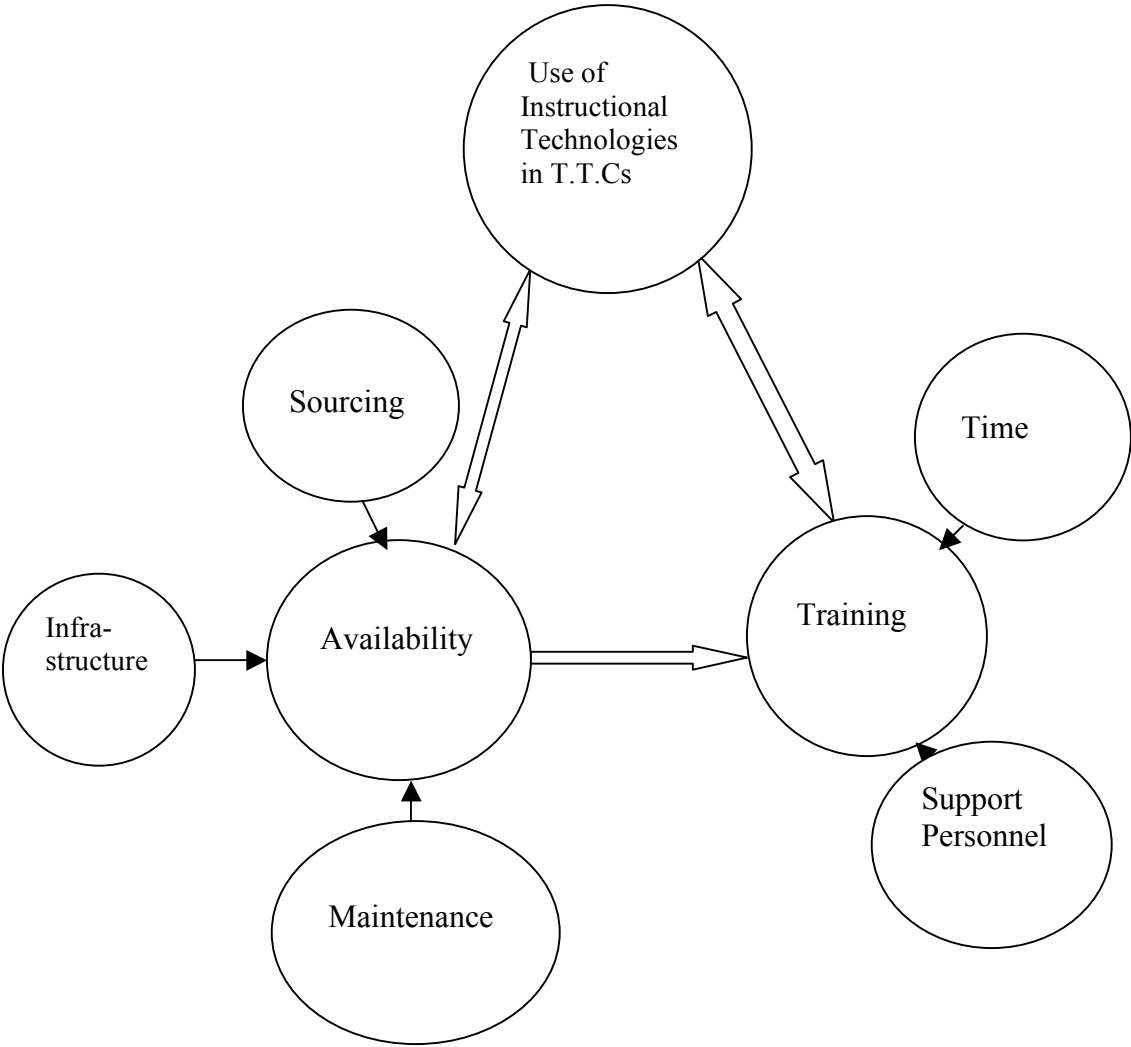 Use of
Instructional
Technologies
in T.T.Cs
Sourcing
Time
Infra-
structure
Availability
Training
Support
Personnel
Maintenance